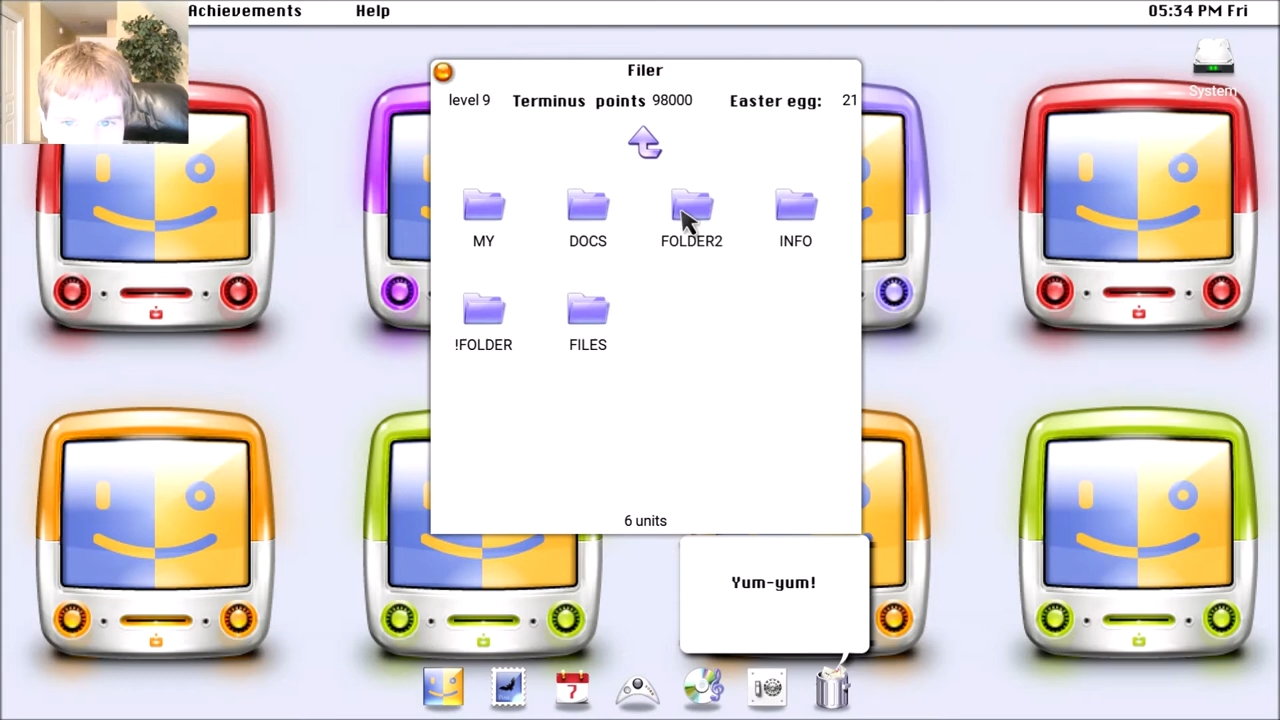 Achievements Help 05:34 PM Fri
System
Filer
level 9 Terminus points 98000 Easter egg: 21
MY DOCS FOLDER2 INFO
!FOLDER FILES
6 units
Yum-yum!
7